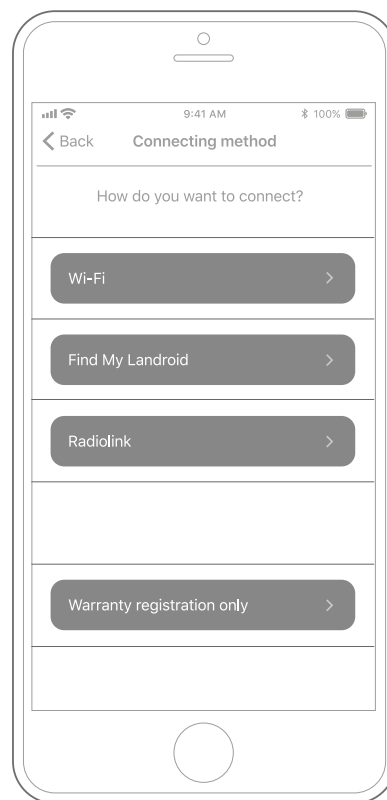 9:41 AM 100%
Back Connecting method
How do you want to connect?
Wi-Fi
Find My Landroid
Radiolink
Warranty registration only